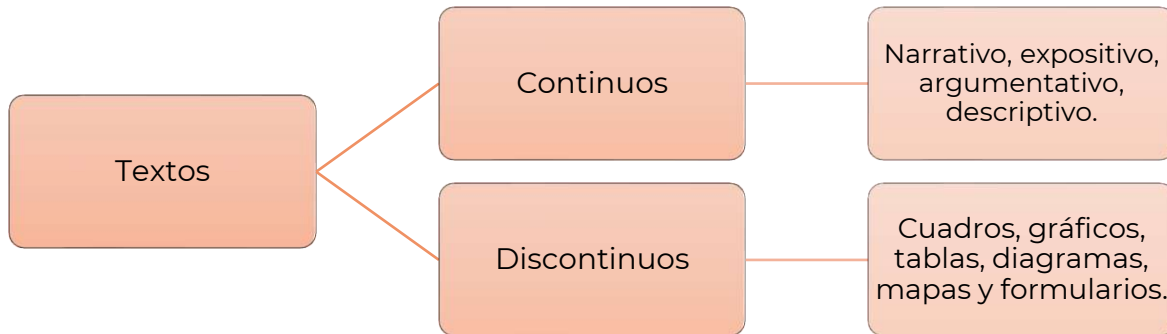 Textos
Continuos
Narrativo, expositivo,
argumentativo,
descriptivo.
Discontinuos
Cuadros, gráficos,
tablas, diagramas,
mapas y formularios.